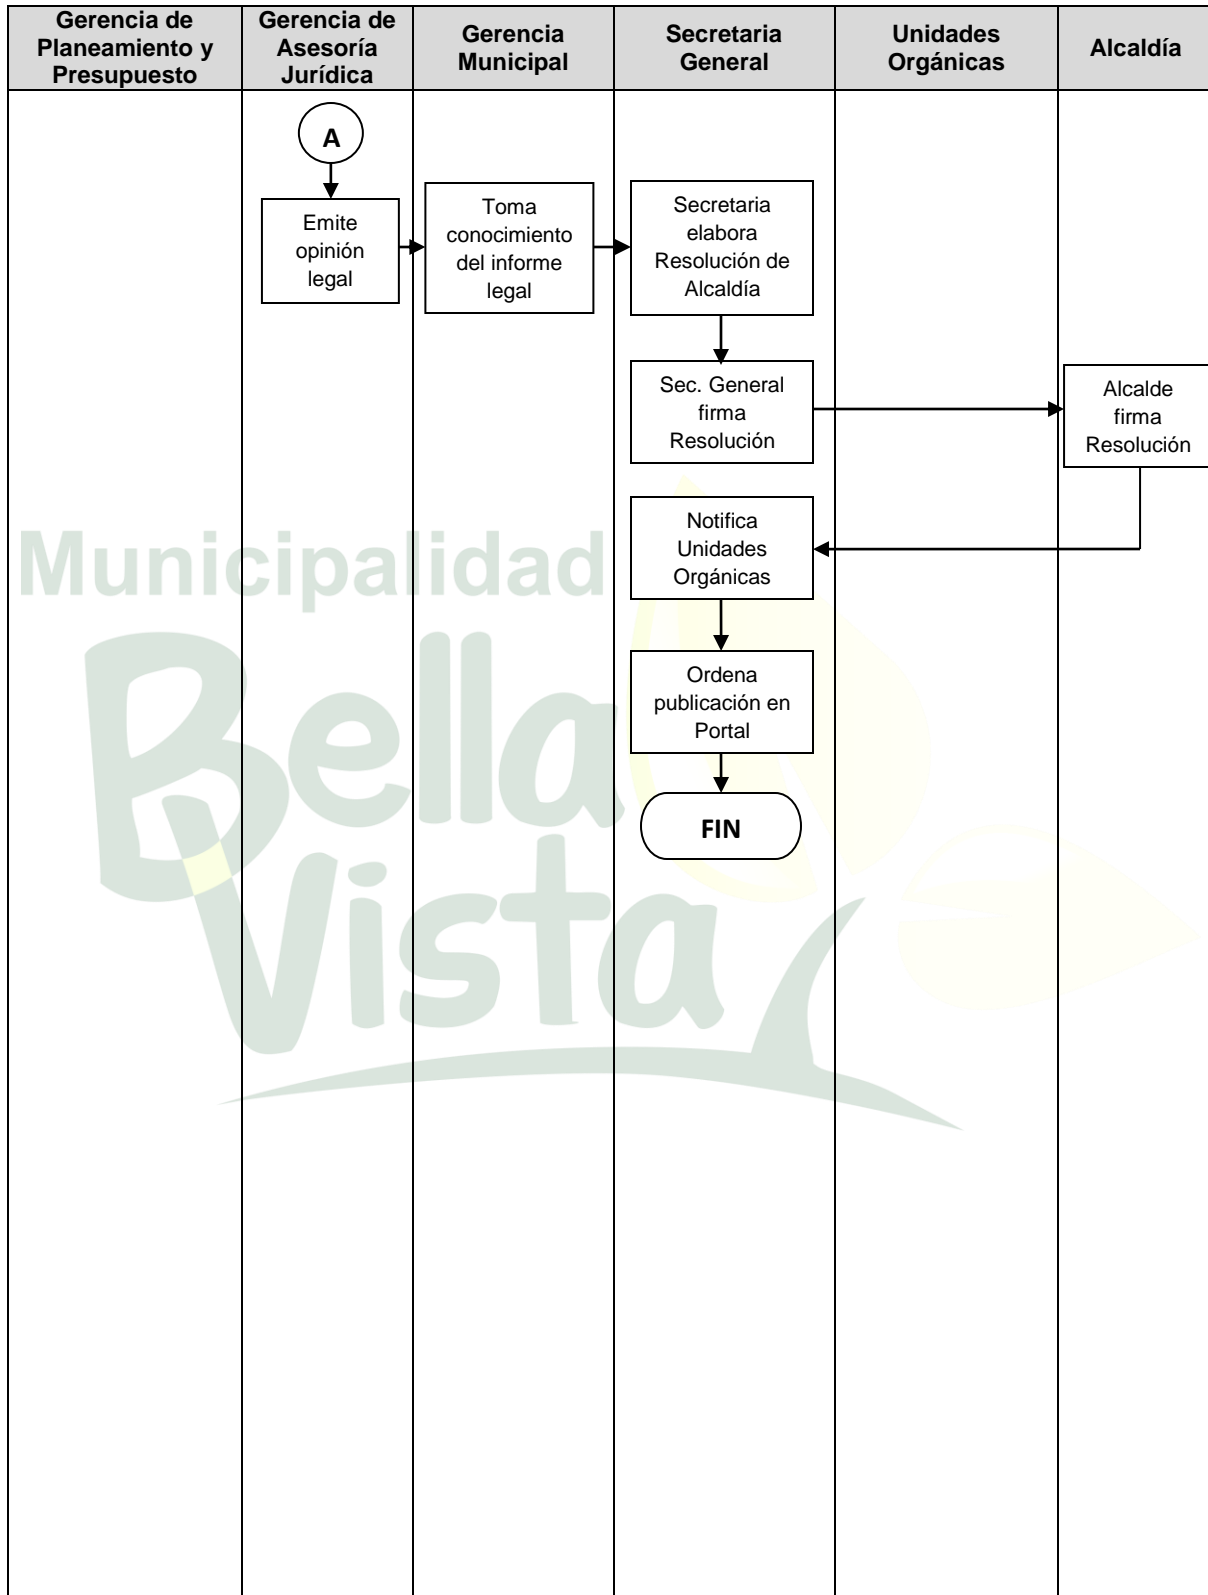 Gerencia de
Planeamiento y
Presupuesto
Gerencia de
Asesoría
Jurídica
Gerencia
Municipal
Secretaria
General
Unidades
Orgánicas
Alcaldía
A
Emite
opinión
legal
Toma
conocimiento
del informe
legal
Secretaria
elabora
Resolución de
Alcaldía
Sec. General
firma
Resolución
Alcalde
firma
Resolución
Notifica
Unidades
Orgánicas
Ordena
publicación en
Portal
FIN
Municipalidad
Bella
Vista